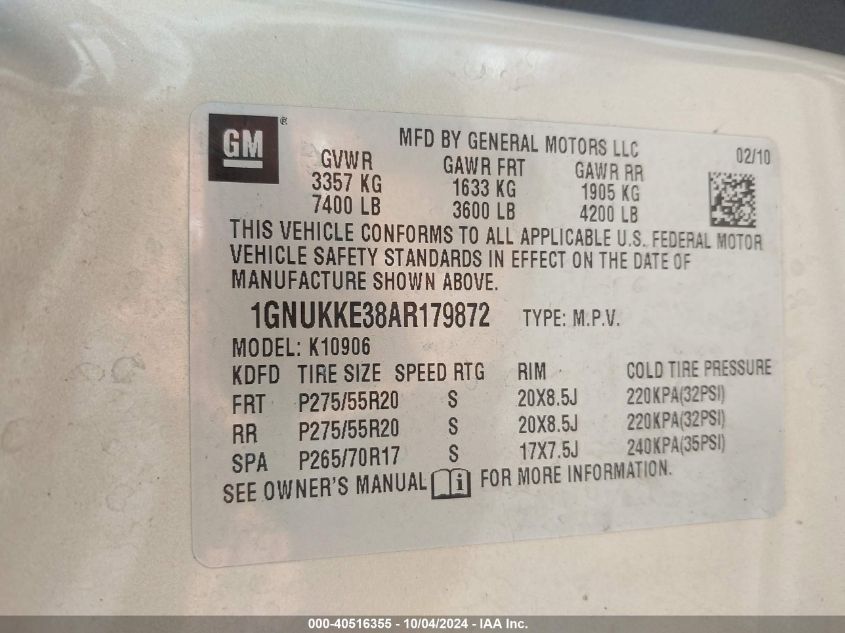 GM®
MFD BY GENERAL MOTORS LLC
02/10
GVWR GAWR FRT GAWR RR
3357 KG 1633 KG 1905 KG
7400 LB 3600 LB 4200 LB
THIS VEHICLE CONFORMS TO ALL APPLICABLE U.S. FEDERAL MOTOR
VEHICLE SAFETY STANDARDS IN EFFECT ON THE DATE OF
MANUFACTURE SHOWN ABOVE.
1GNUKKE38AR179872 TYPE: M.P.V.
MODEL: K10906
KDFD TIRE SIZE SPEED RTG RIM COLD TIRE PRESSURE
FRT P275/55R20 S 20X8.5J 220KPA(32PSI)
RR P275/55R20 S 20X8.5J 220KPA(32PSI)
SPA P265/70R17 S 17X7.5J 240KPA(35PSI)
SEE OWNER'S MANUAL i FOR MORE INFORMATION.
000-40516355 - 10/04/2024 - IAA Inc.